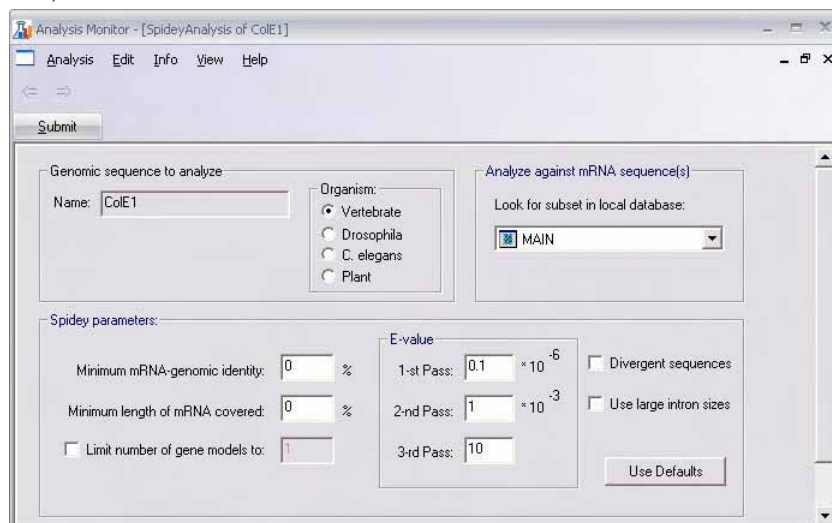 Analysis Monitor - [SpideyAnalysis of ColE1]
Analysis Edit Info View Help
Submit
Genomic sequence to analyze
Name: ColE1
Organism:
Vertebrate
Drosophila
C. elegans
Plant
Analyze against mRNA sequence(s)
Look for subset in local database:
MAIN
Spidey parameters:
Minimum mRNA-genomic identity: 0 %
Minimum length of mRNA covered: 0 %
Limit number of gene models to: 1
E-value
1-st Pass: 0.1 * 10 -6
2-nd Pass: 1 * 10 -3
3-rd Pass: 10
Divergent sequences
Use large intron sizes
Use Defaults